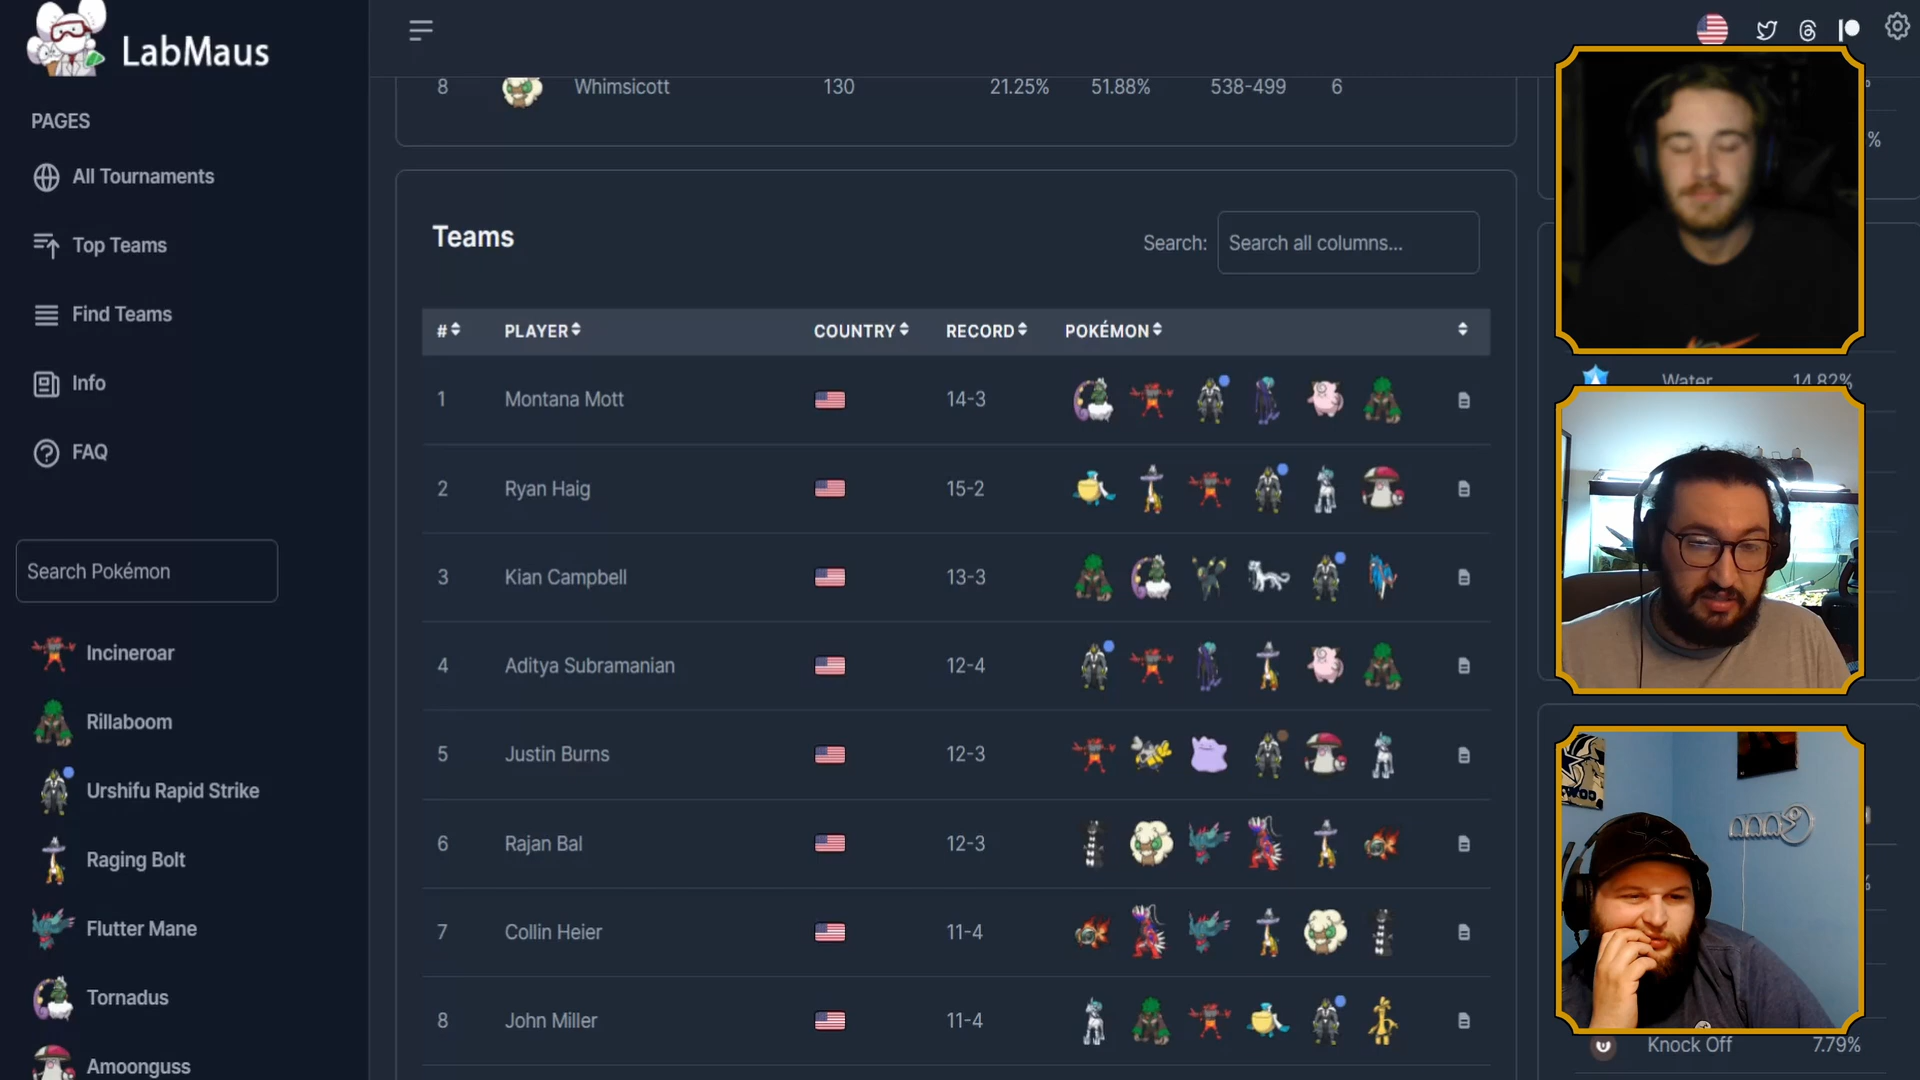 LabMaus
PAGES
All Tournaments
Top Teams
Find Teams
Info
FAQ
Search Pokémon
Incineroar
Rillaboom
Urshifu Rapid Strike
Raging Bolt
Flutter Mane
Tornadus
Amoonguss
8 Whimsicott 130 21.25% 51.88% 538-499 6
Teams
Search: Search all columns...
# PLAYER COUNTRY RECORD POKÉMON
1 Montana Mott 14-3
2 Ryan Haig 15-2
3 Kian Campbell 13-3
4 Aditya Subramanian 12-4
5 Justin Burns 12-3
6 Rajan Bal 12-3
7 Collin Heier 11-4
8 John Miller 11-4
%
Water 14.82%
Knock Off 7.79%